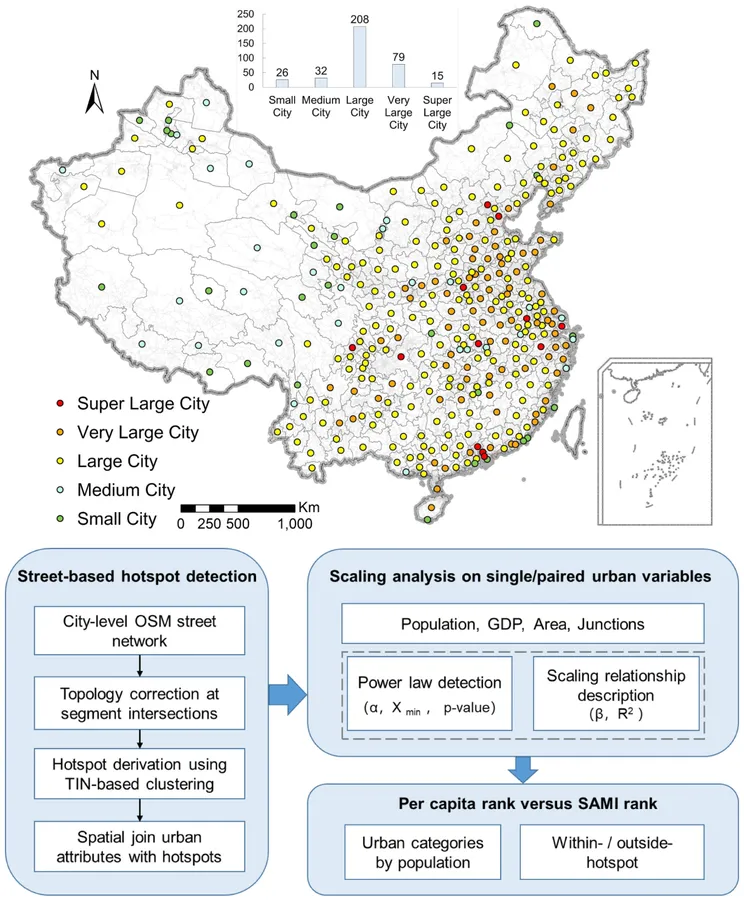 250
200
150
100
50
0
26
32
208
79
15
Small City
Medium City
Large City
Very Large City
Super Large City
N
Super Large City
Very Large City
Large City
Medium City
Small City
Km
0 250 500 1,000
Street-based hotspot detection
City-level OSM street
network
Topology correction at
segment intersections
Hotspot derivation using
TIN-based clustering
Spatial join urban
attributes with hotspots
Scaling analysis on single/paired urban variables
Population, GDP, Area, Junctions
Power law detection
(α, X min , p-value)
Scaling relationship
description
(β, R² )
Per capita rank versus SAMI rank
Urban categories
by population
Within- / outside-
hotspot